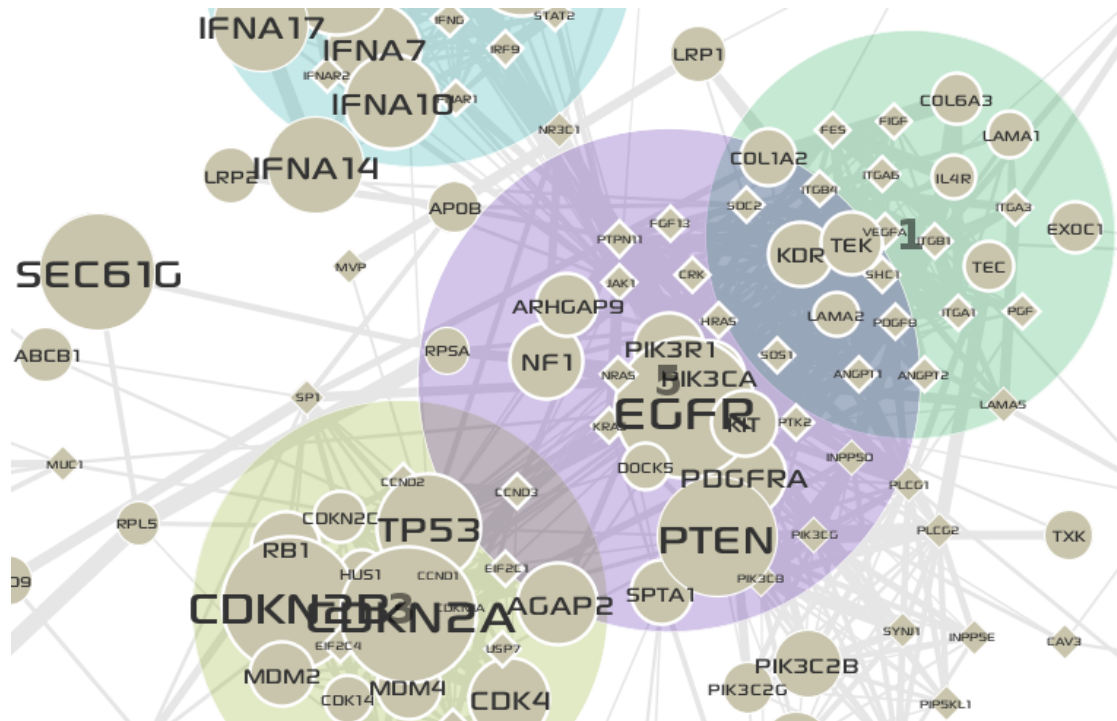 IFNG
STAT2
IFNA17
IFNA7
IRF9
IFNAR2
IFNA10
LRP1
COL6A3
NR3C1
FES
FIGF
LAMA1
LRP2
IFNA14
COL1A2
IL4R
ITGA6
ITGB4
APOB
SDC2
ITGA3
FGF13
PTPN11
VEGFA
1
ITGB1
EXOC1
TEK
KDR
SEC61G
MVP
JAK1
CRK
SHC1
TEC
ARHGAP9
HRAS
LAMA2
PDGFB
ITGA1
PGF
ABCB1
RPSA
NF1
PIK3R1
SOS1
NRAS
5
PIK3CA
ANGPT1
ANGPT2
SP1
EGFR
KIT
PTK2
LAMA5
KRAS
MUC1
DOCK5
INPP5D
CCND2
CCND3
PDGFRA
PLCG1
RPL5
CDKN2C
TP53
PTEN
PIK3CG
PLCG2
TXK
RB1
HUS1
CCND1
EIF2C1
PIK3CB
CDKN2B
3
CDKN2A
AGAP2
SPTA1
EIF2C4
USP7
SYNJ1
INPP5E
CAV3
MDM2
MDM4
CDK14
CDK4
PIK3C2B
PIK3C2G
PIP5KL1